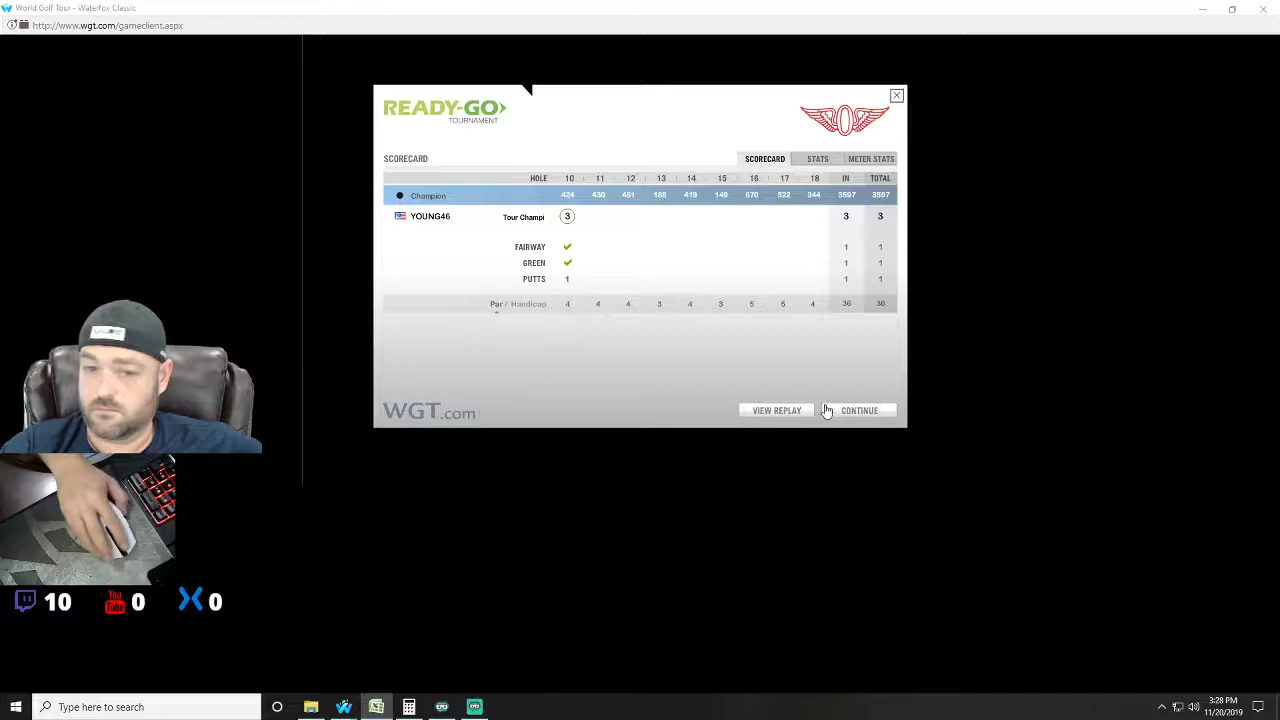 World Golf Tour - Waterfox Classic
http://www.wgt.com/gameclient.aspx
READY-GO
TOURNAMENT
SCORECARD
SCORECARD STATS METER STATS
HOLE 10 11 12 13 14 15 16 17 18 IN TOTAL
Champion 424 430 451 188 419 149 670 522 344 3597 3597
YOUNG46 Tour Champi 3 3 3
FAIRWAY 1 1
GREEN 1 1
PUTTS 1 1 1
Par / Handicap 4 4 4 3 4 3 5 5 4 36 36
WGT.com
VIEW REPLAY CONTINUE
10 You Tube 0 0
Type here to search
3:28 PM
11/20/2019